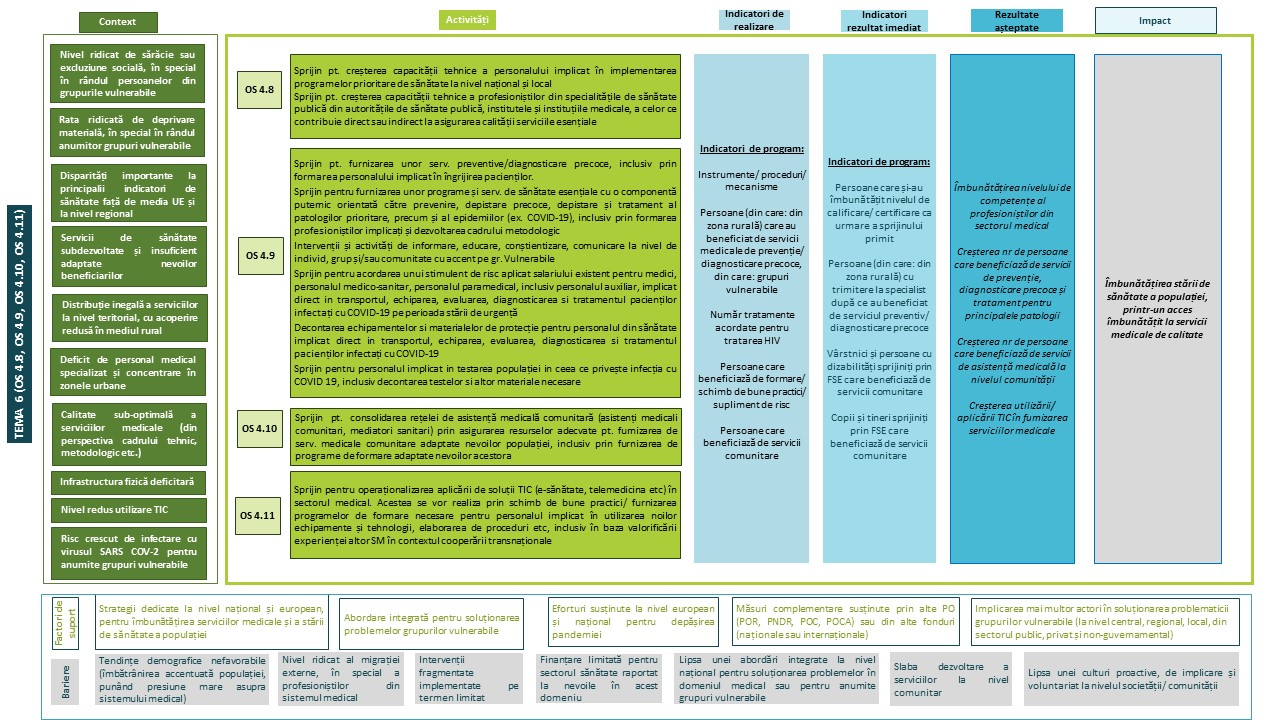 Context
Activități
Indicatori de
realizare
Indicatori
rezultat imediat
Rezultate
așteptate
Impact
TEMA 6 (OS 4.8, OS 4.9, OS 4.10, OS 4.11)
Nivel ridicat de sărăcie sau
excluziune socială, în special
în rândul persoanelor din
grupurile vulnerabile
Rata ridicată de deprivare
materială, în special în rândul
anumitor grupuri vulnerabile
Disparități importante la
principalii indicatori de
sănătate față de media UE și
la nivel regional
Servicii de sănătate
subdezvoltate și insuficient
adaptate nevoilor
beneficiarilor
Distribuție inegală a serviciilor
la nivel teritorial, cu acoperire
redusă în mediul rural
Deficit de personal medical
specializat și concentrare în
zonele urbane
Calitate sub-optimală a
serviciilor medicale (din
perspectiva cadrului tehnic,
metodologic etc.)
Infrastructura fizică deficitară
Nivel redus utilizare TIC
Risc crescut de infectare cu
virusul SARS COV-2 pentru
anumite grupuri vulnerabile
OS 4.8
Sprijin pt. creșterea capacității tehnice a personalului implicat în implementarea
programelor prioritare de sănătate la nivel național și local
Sprijin pt. creșterea capacității tehnice a profesioniștilor din specialitățile de sănătate
publică din autoritățile de sănătate publică, institutele și instituțiile medicale, a celor ce
contribuie direct sau indirect la asigurarea calității serviciile esențiale
OS 4.9
Sprijin pt. furnizarea unor serv. preventive/diagnosticare precoce, inclusiv prin
formarea personalului implicat în îngrijirea pacienților.
Sprijin pentru furnizarea unor programe și serv. de sănătate esențiale cu o componentă
puternic orientată către prevenire, depistare precoce, depistare și tratament al
patologiilor prioritare, precum și al epidemiilor (ex. COVID-19), inclusiv prin formarea
profesioniștilor implicați și dezvoltarea cadrului metodologic
Intervenții și activități de informare, educare, conștientizare, comunicare la nivel de
individ, grup și/sau comunitate cu accent pe gr. Vulnerabile
Sprijin pentru acordarea unui stimulent de risc aplicat salariului existent pentru medici,
personalul medico-sanitar, personalul paramedical, inclusiv personalul auxiliar, implicat
direct in transportul, echiparea, evaluarea, diagnosticarea si tratamentul pacienților
infectati cu COVID-19 pe perioada stării de urgență
Decontarea echipamentelor si materialelor de protecție pentru personalul din sănătate
implicat direct in transportul, echiparea, evaluarea, diagnosticarea si tratamentul
pacienților infectați cu COVID-19
Sprijin pentru personalul implicat in testarea populației in ceea ce privește infecția cu
COVID 19, inclusiv decontarea testelor si altor materiale necesare
OS 4.10
Sprijin pt. consolidarea rețelei de asistență medicală comunitară (asistenți medicali
comunitari, mediatori sanitari) prin asigurarea resurselor adecvate pt. furnizarea de
serv. medicale comunitare adaptate nevoilor populației, inclusiv prin furnizarea de
programe de formare adaptate nevoilor acestora
OS 4.11
Sprijin pentru operaționalizarea aplicării de soluții TIC (e-sănătate, telemedicina etc) în
sectorul medical. Acestea se vor realiza prin schimb de bune practici/ furnizarea
programelor de formare necesare pentru personalul implicat în utilizarea noilor
echipamente și tehnologii, elaborarea de proceduri etc, inclusiv în baza valorificării
experienței altor SM în contextul cooperării transnaționale
Indicatori de program:
Instrumente/ proceduri/
mecanisme
Persoane (din care: din
zona rurală) care au
beneficiat de servicii
medicale de prevenție/
diagnosticare precoce,
din care: grupuri
vulnerabile
Număr tratamente
acordate pentru
tratarea HIV
Persoane care
beneficiază de formare/
schimb de bune practici/
supliment de risc
Persoane care
beneficiază de servicii
comunitare
Indicatori de program:
Persoane care și-au
îmbunătățit nivelul de
calificare/ certificare ca
urmare a sprijinului
primit
Persoane (din care: din
zona rurală) cu
trimitere la specialist
după ce au beneficiat
de serviciul preventiv/
diagnosticare precoce
Vârstnici și persoane cu
dizabilități sprijiniți prin
FSE care beneficiază de
servicii comunitare
Copii și tineri sprijiniți
prin FSE care
beneficiază de servicii
comunitare
Îmbunătățirea nivelului de
competențe al
profesioniștilor din
sectorul medical
Creșterea nr de persoane
care beneficiază de servicii
de prevenție,
diagnosticare precoce și
tratament pentru
principalele patologii
Creșterea nr de persoane
care beneficiază de servicii
de asistență medicală la
nivelul comunității
Creșterea utilizării/
aplicării TIC în furnizarea
serviciilor medicale
Îmbunătățirea stării de
sănătate a populației,
printr-un acces
îmbunătățit la servicii
medicale de calitate
Factori de
suport
Strategii dedicate la nivel național și european,
pentru îmbunătățirea serviciilor medicale și a stării
de sănătate a populației
Abordare integrată pentru soluționarea
problemelor grupurilor vulnerabile
Eforturi susținute la nivel european
și național pentru depășirea
pandemiei
Măsuri complementare susținute prin alte PO
(POR, PNDR, POC, POCA) sau din alte fonduri
(naționale sau internaționale)
Implicarea mai multor actori în soluționarea problematicii
grupurilor vulnerabile (la nivel central, regional, local, din
sectorul public, privat și non-guvernamental)
Bariere
Tendințe demografice nefavorabile
(îmbătrânirea accentuată populației,
punând presiune mare asupra
sistemului medical)
Nivel ridicat al migrației
externe, în special a
profesioniștilor din
sistemul medical
Intervenții
fragmentate
implementate pe
termen limitat
Finanțare limitată pentru
sectorul sănătate raportat
la nevoile în acest
domeniu
Lipsa unei abordări integrate la nivel
național pentru soluționarea problemelor în
domeniul medical sau pentru anumite
grupuri vulnerabile
Slaba dezvoltare a
serviciilor la nivel
comunitar
Lipsa unei culturi proactive, de implicare și
voluntariat la nivelul societății/ comunității